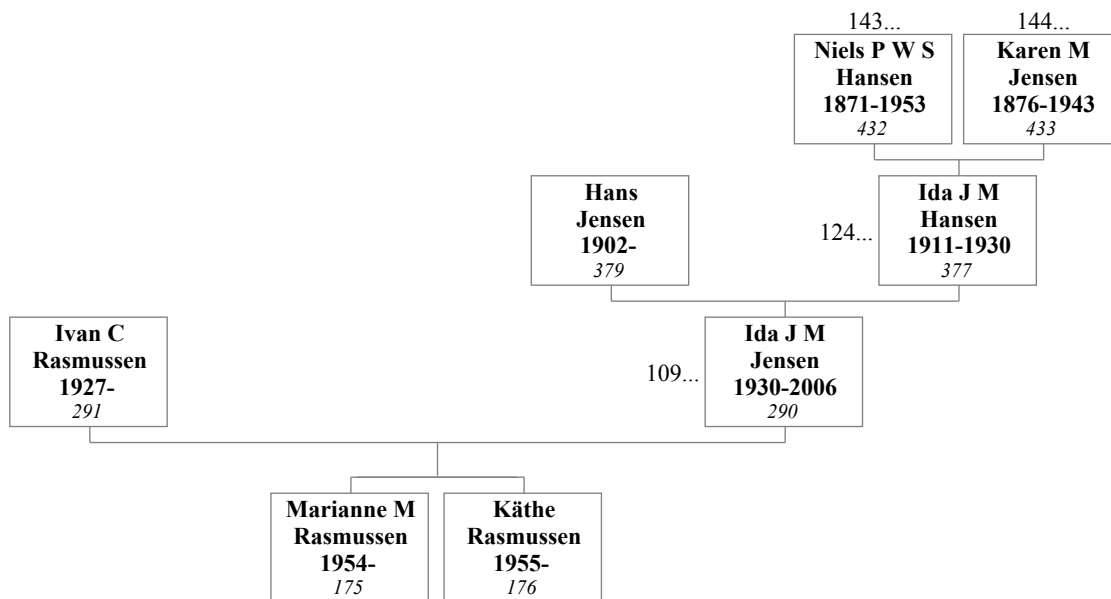 143...
144...
Niels P W S
Hansen
1871-1953
432
Karen M
Jensen
1876-1943
433
Hans
Jensen
1902-
379
124...
Ida J M
Hansen
1911-1930
377
Ivan C
Rasmussen
1927-
291
109...
Ida J M
Jensen
1930-2006
290
Marianne M
Rasmussen
1954-
175
Käthe
Rasmussen
1955-
176